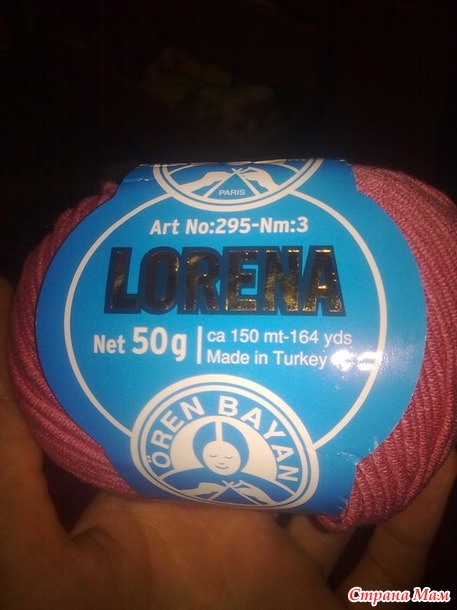 PARIS
Art No:295-Nm:3
LORENA
Net 50g
ca 150 mt-164 yds
Made in Turkey
ÖREN BAYAN
Страна Мам